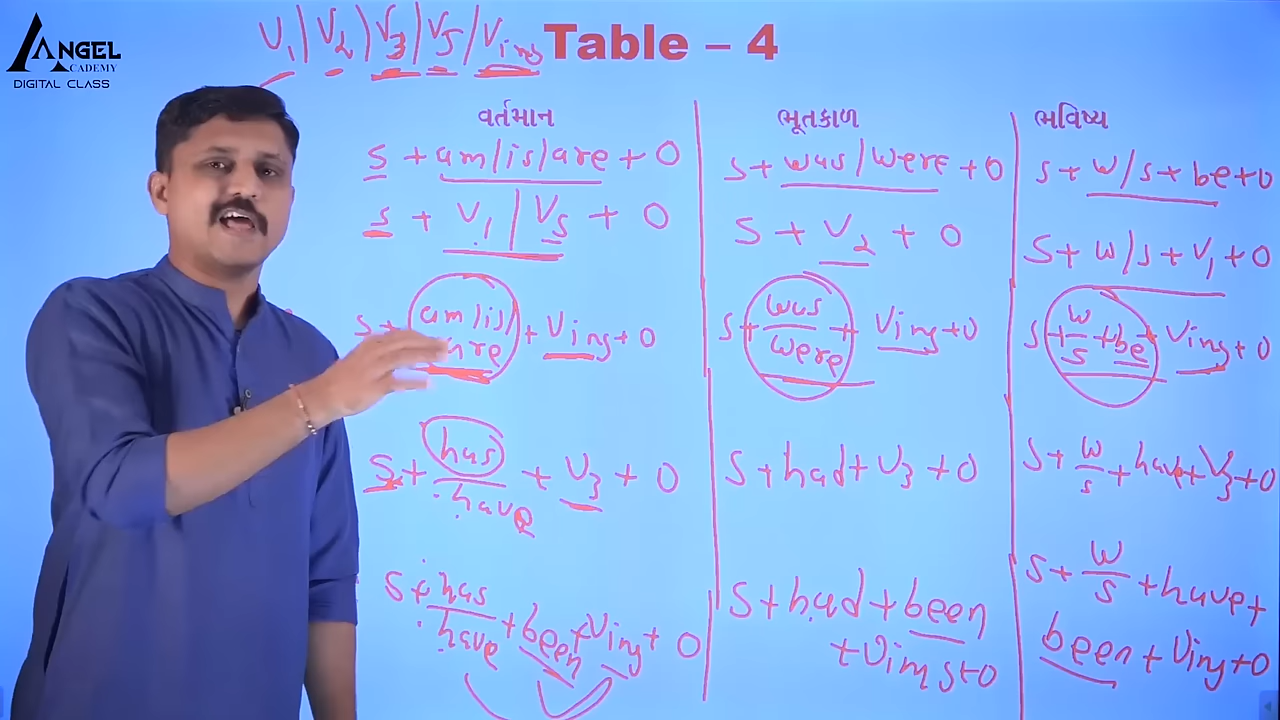 ANGEL
ACADEMY
DIGITAL CLASS
V1 | V2 | V3 | V5 | Ving
Table – 4
વર્તમાન
s + am/is/are + O
s + V1 | V5 + O
s + am/is/are + Ving + O
s + has/have + V3 + O
s + has/have + been + Ving + O
ભૂતકાળ
s + was/were + O
s + V2 + O
s + was/were + Ving + O
s + had + V3 + O
s + had + been
+ Ving + O
ભવિષ્ય
s + w/s + be + O
s + w/s + V1 + O
s + w/s + be + Ving + O
s + w/s + have + V3 + O
s + w/s + have +
been + Ving + O